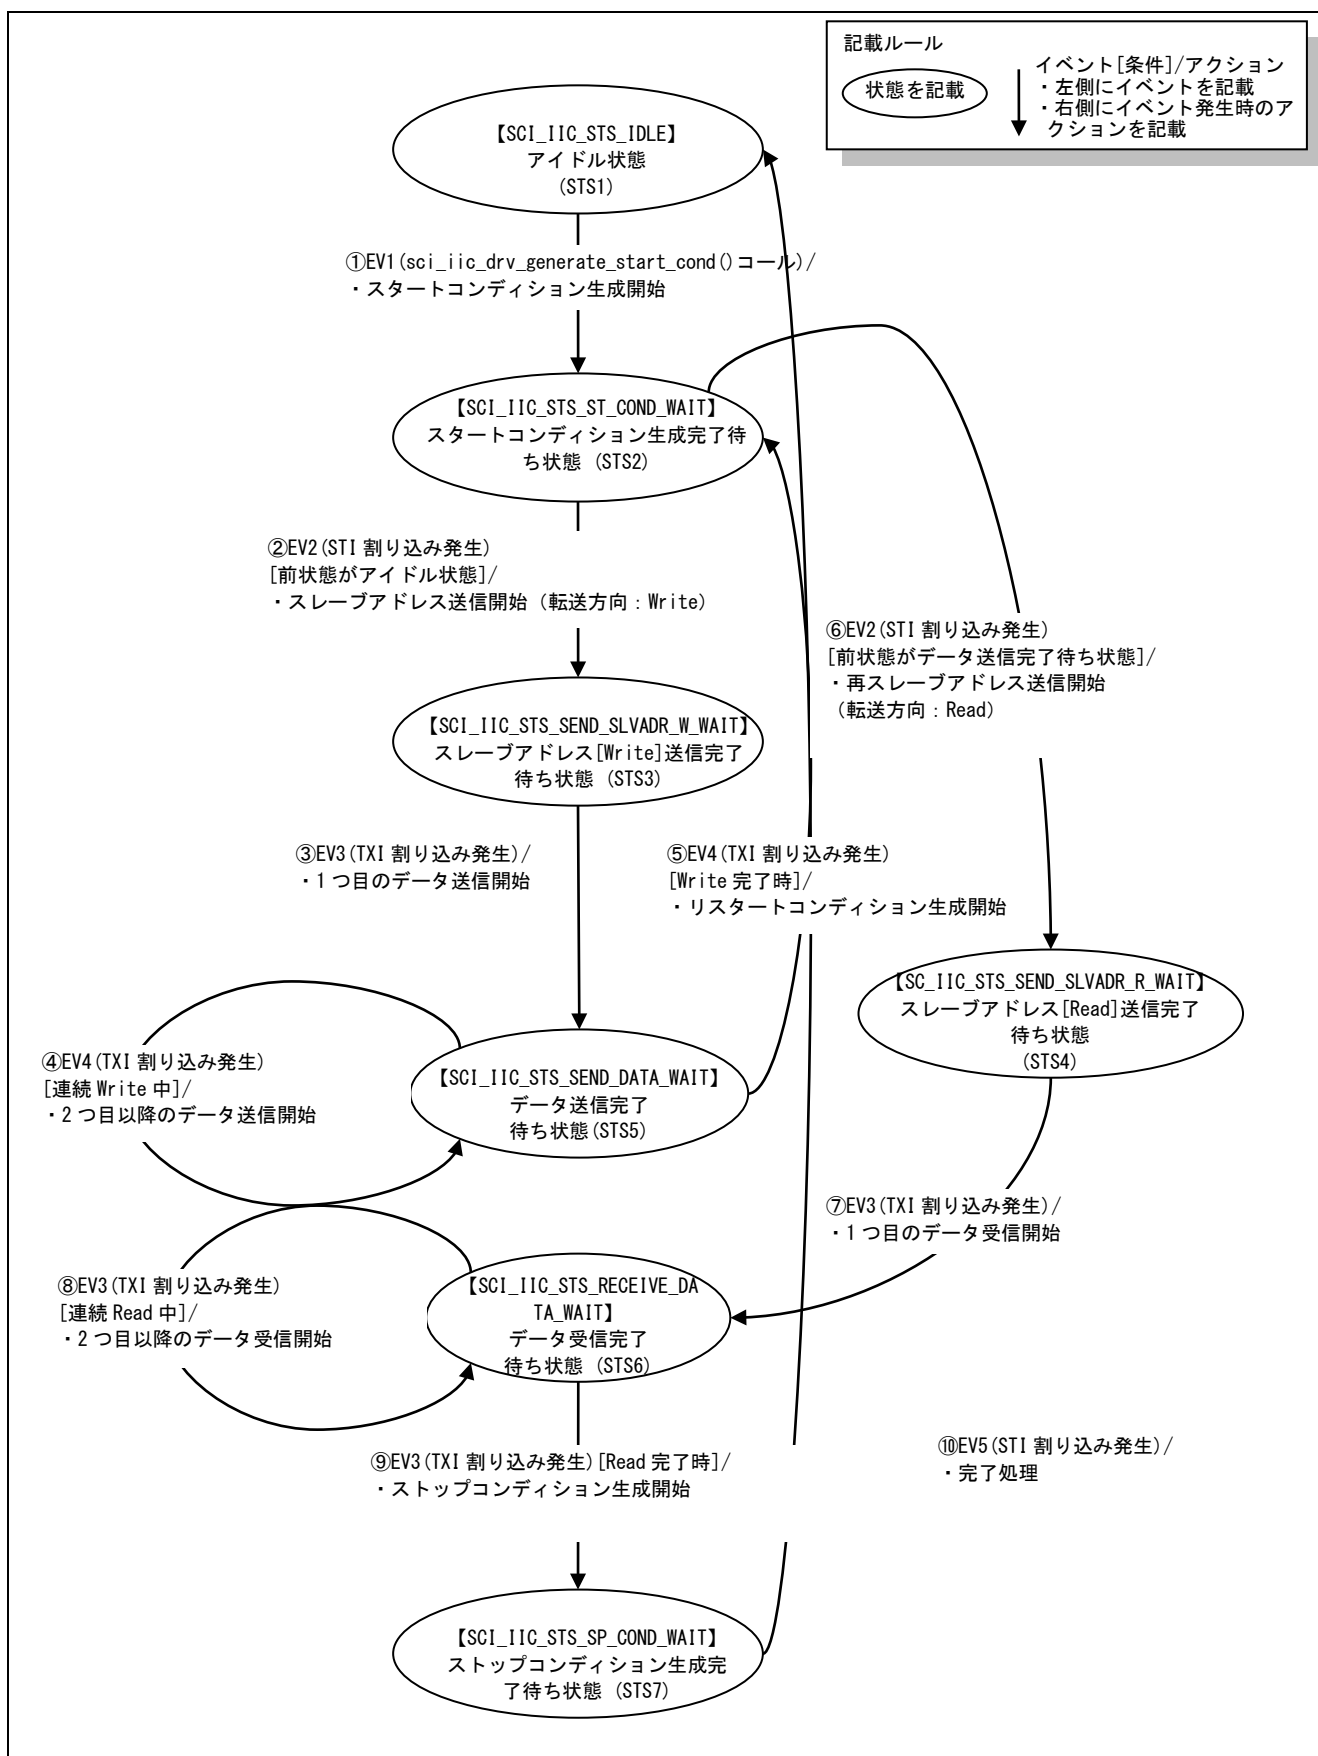 記載ルール
状態を記載
イベント[条件]/アクション
・左側にイベントを記載
・右側にイベント発生時のア
クションを記載
【SCI_IIC_STS_IDLE】
アイドル状態
(STS1)
①EV1(sci_iic_drv_generate_start_cond()コール)/
・スタートコンディション生成開始
【SCI_IIC_STS_ST_COND_WAIT】
スタートコンディション生成完了待
ち状態 (STS2)
②EV2(STI 割り込み発生)
[前状態がアイドル状態]/
・スレーブアドレス送信開始（転送方向：Write）
⑥EV2(STI 割り込み発生)
[前状態がデータ送信完了待ち状態]/
・再スレーブアドレス送信開始
（転送方向：Read）
【SCI_IIC_STS_SEND_SLVADR_W_WAIT】
スレーブアドレス[Write]送信完了
待ち状態 (STS3)
③EV3(TXI 割り込み発生)/
・1 つ目のデータ送信開始
⑤EV4(TXI 割り込み発生)
[Write 完了時]/
・リスタートコンディション生成開始
【SC_IIC_STS_SEND_SLVADR_R_WAIT】
スレーブアドレス[Read]送信完了
待ち状態
(STS4)
④EV4(TXI 割り込み発生)
[連続 Write 中]/
・2 つ目以降のデータ送信開始
【SCI_IIC_STS_SEND_DATA_WAIT】
データ送信完了
待ち状態(STS5)
⑦EV3(TXI 割り込み発生)/
・1 つ目のデータ受信開始
⑧EV3(TXI 割り込み発生)
[連続 Read 中]/
・2 つ目以降のデータ受信開始
【SCI_IIC_STS_RECEIVE_DA
TA_WAIT】
データ受信完了
待ち状態 (STS6)
⑨EV3(TXI 割り込み発生)[Read 完了時]/
・ストップコンディション生成開始
⑩EV5(STI 割り込み発生)/
・完了処理
【SCI_IIC_STS_SP_COND_WAIT】
ストップコンディション生成完
了待ち状態 (STS7)